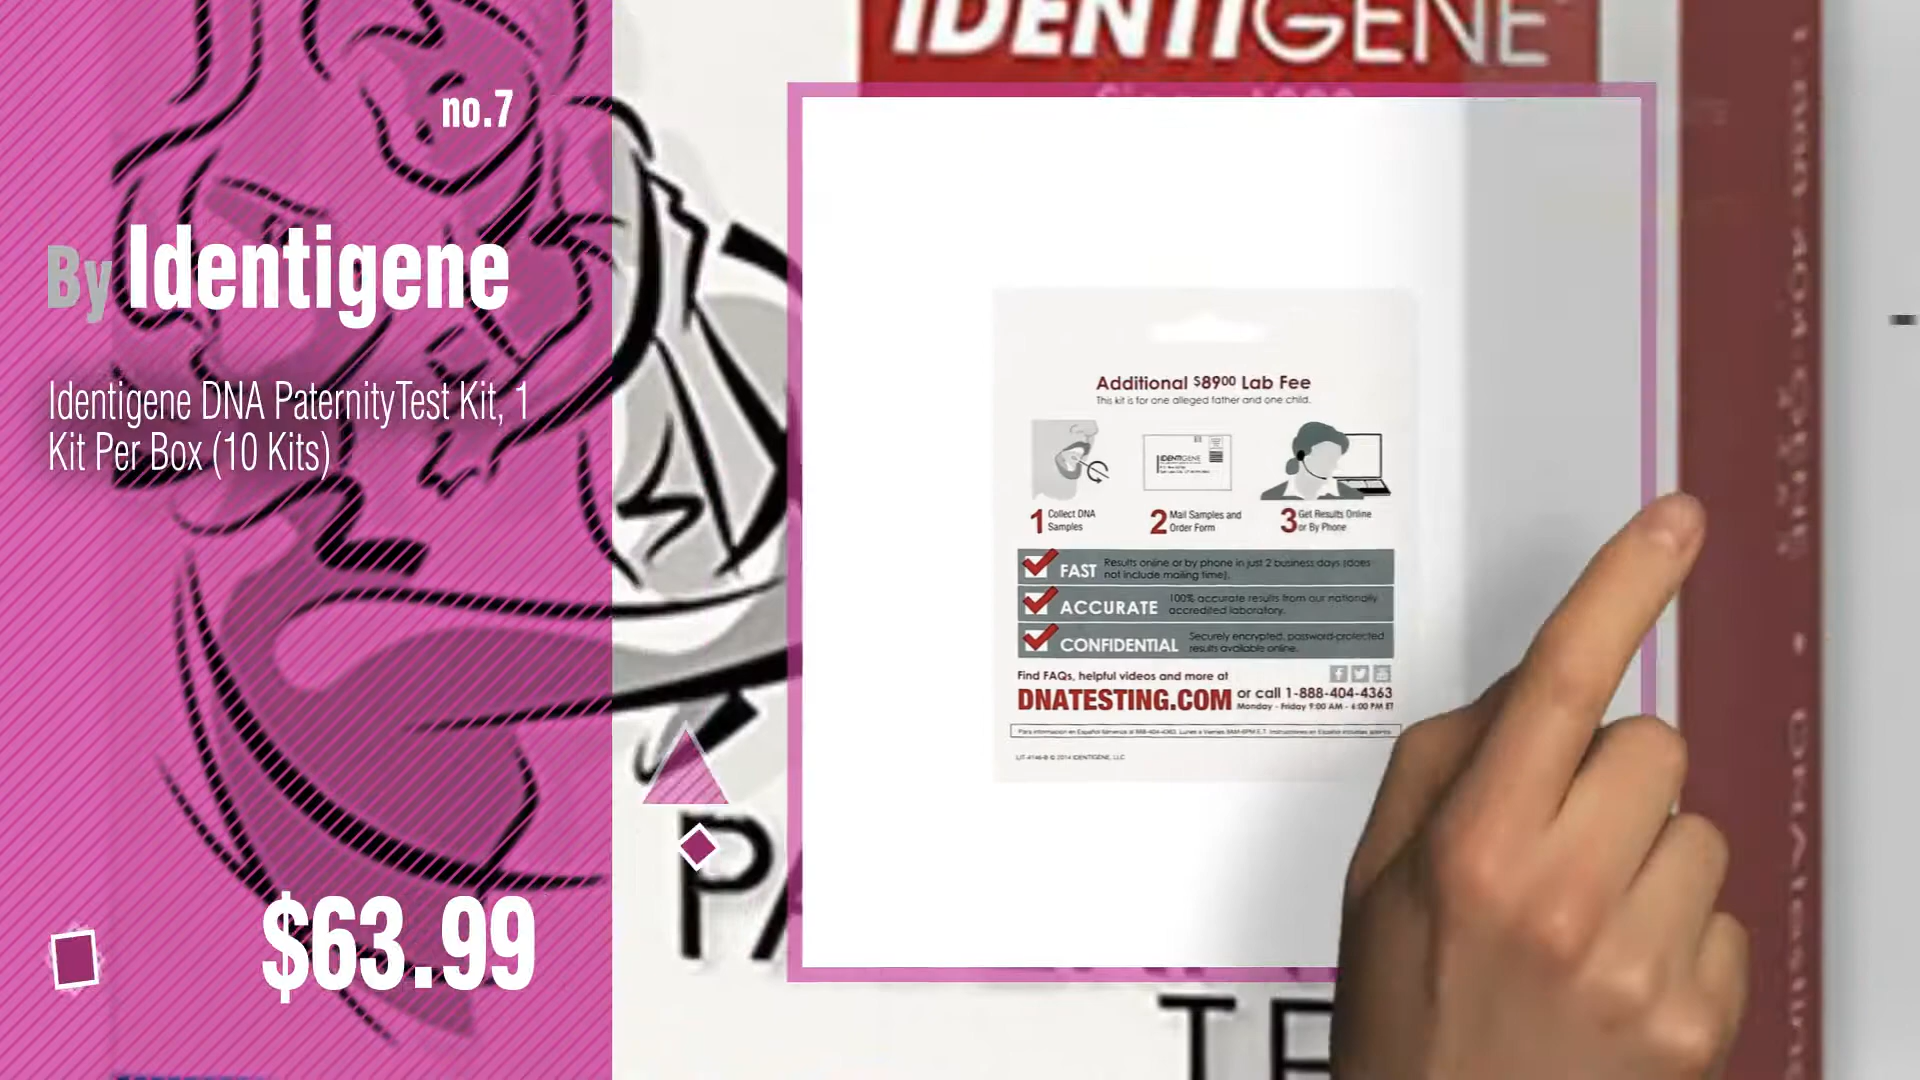 IDENTIGENE
no.7
By Identigene
Identigene DNA PaternityTest Kit, 1
Kit Per Box (10 Kits)
$63.99
Additional $8900 Lab Fee
This kit is for one alleged father and one child.
1 Collect DNA
Samples
2 Mail Samples and
Order Form
3 Get Results Online
or By Phone
FAST Results online or by phone in just 2 business days (does
not include mailing time).
ACCURATE 100% accurate results from our nationally
accredited laboratory.
CONFIDENTIAL Securely encrypted, password-protected
results available online.
Find FAQs, helpful videos and more at
DNATESTING.COM or call 1-888-404-4363
Monday - Friday 9:00 AM - 6:00 PM ET
PA
TE